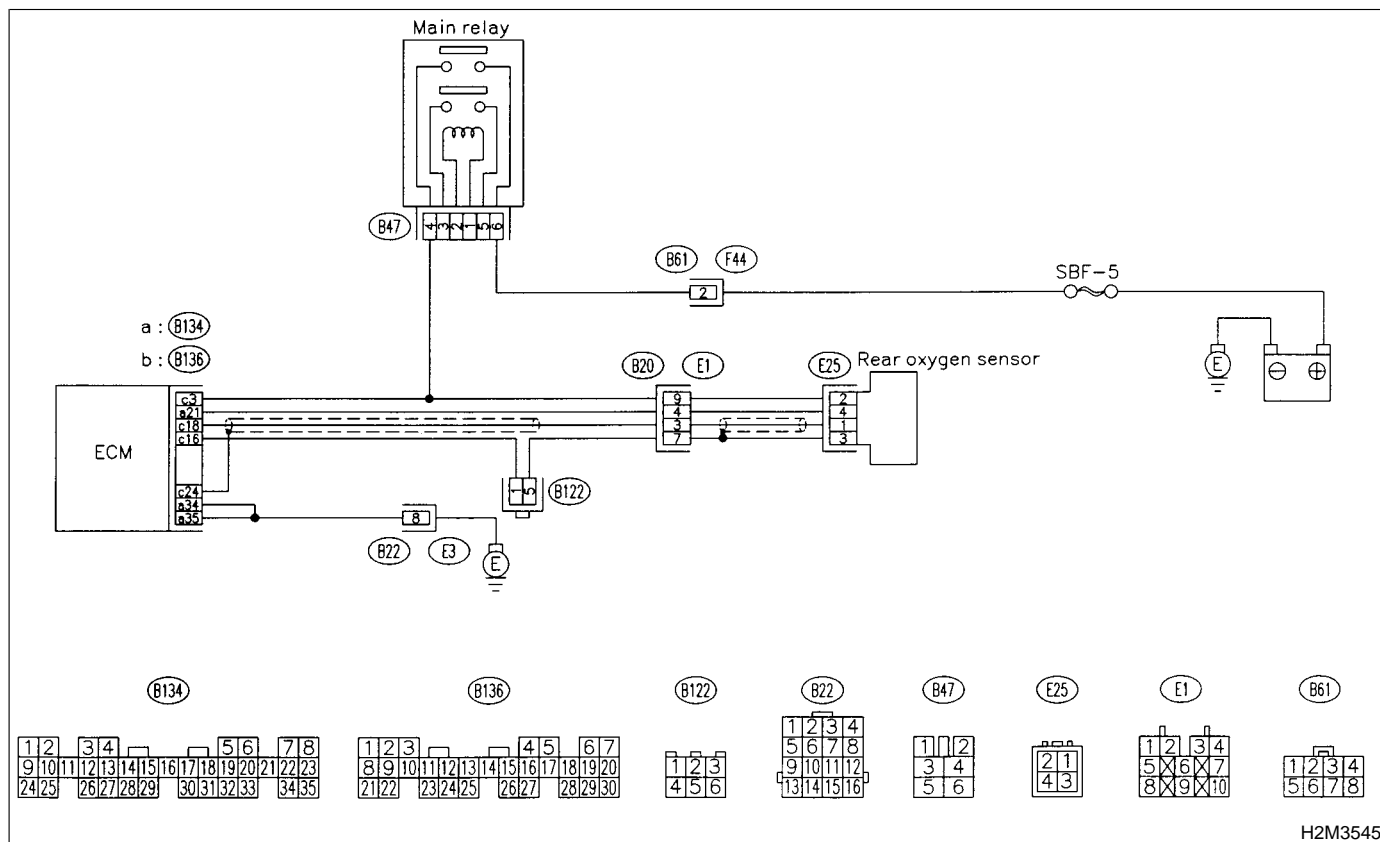 Main relay
B47
4 3 2 1 5 6
B61 F44
2
SBF-5
a : B134
b : B136
E
⊖ ⊕
B20 E1
E25 Rear oxygen sensor
ECM
c3
a21
c18
c16
c24
a34
a35
9
4
3
7
2
4
1
3
1 5
B122
8
B22 E3
E
B134
1 2 3 4 5 6 7 8
9 10 11 12 13 14 15 16 17 18 19 20 21 22 23
24 25 26 27 28 29 30 31 32 33 34 35
B136
1 2 3 4 5 6 7
8 9 10 11 12 13 14 15 16 17 18 19 20
21 22 23 24 25 26 27 28 29 30
B122
1 2 3
4 5 6
B22
1 2 3 4
5 6 7 8
9 10 11 12
13 14 15 16
B47
1 2
3 4
5 6
E25
2 1
4 3
E1
1 2 3 4
5 6 7
8 9 10
B61
1 2 3 4
5 6 7 8
H2M3545